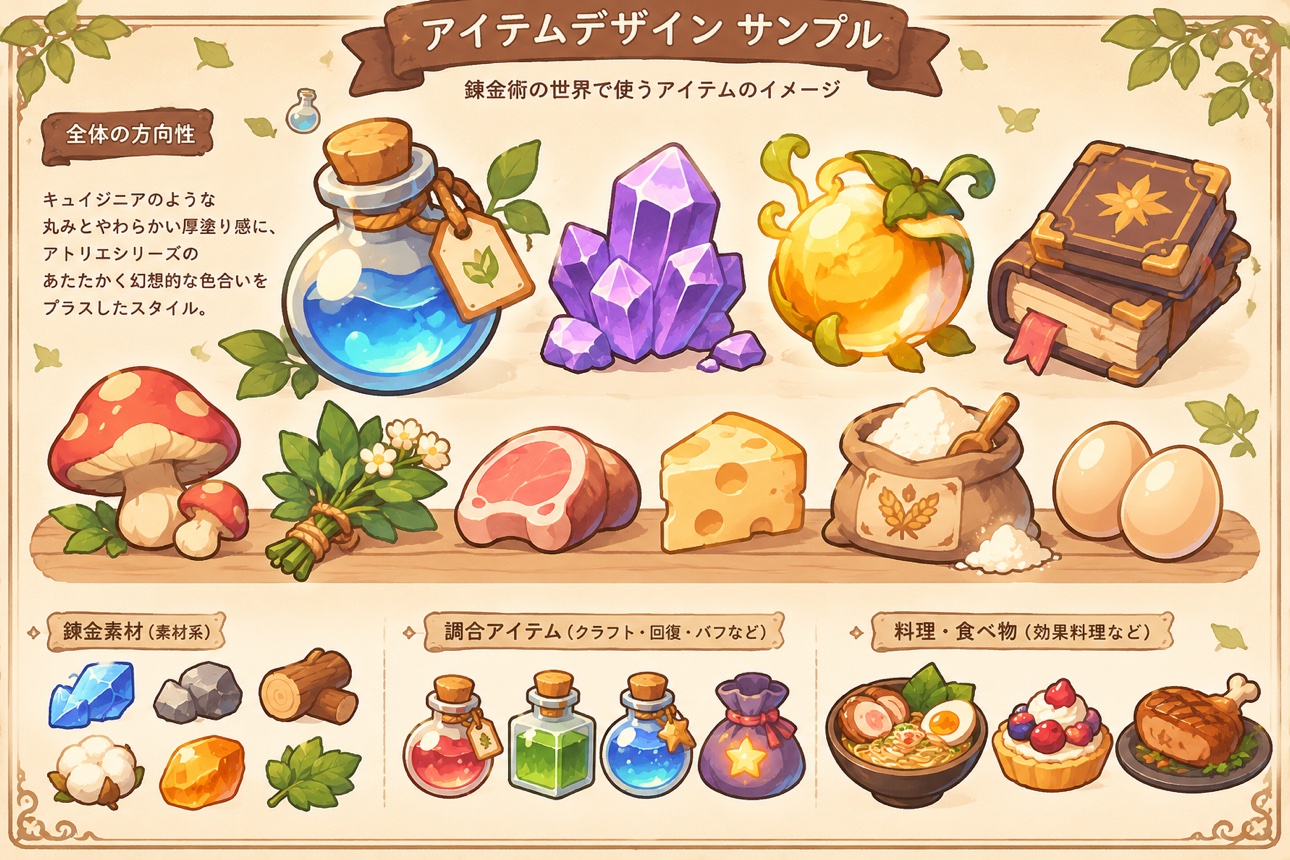 アイテムデザイン サンプル
錬金術の世界で使うアイテムのイメージ
全体の方向性
キュイジニアのような
丸みとやわらかい厚塗り感に、
アトリエシリーズの
あたたかく幻想的な色合いを
プラスしたスタイル。
錬金素材（素材系）
調合アイテム（クラフト・回復・バフなど）
料理・食べ物（効果料理など）